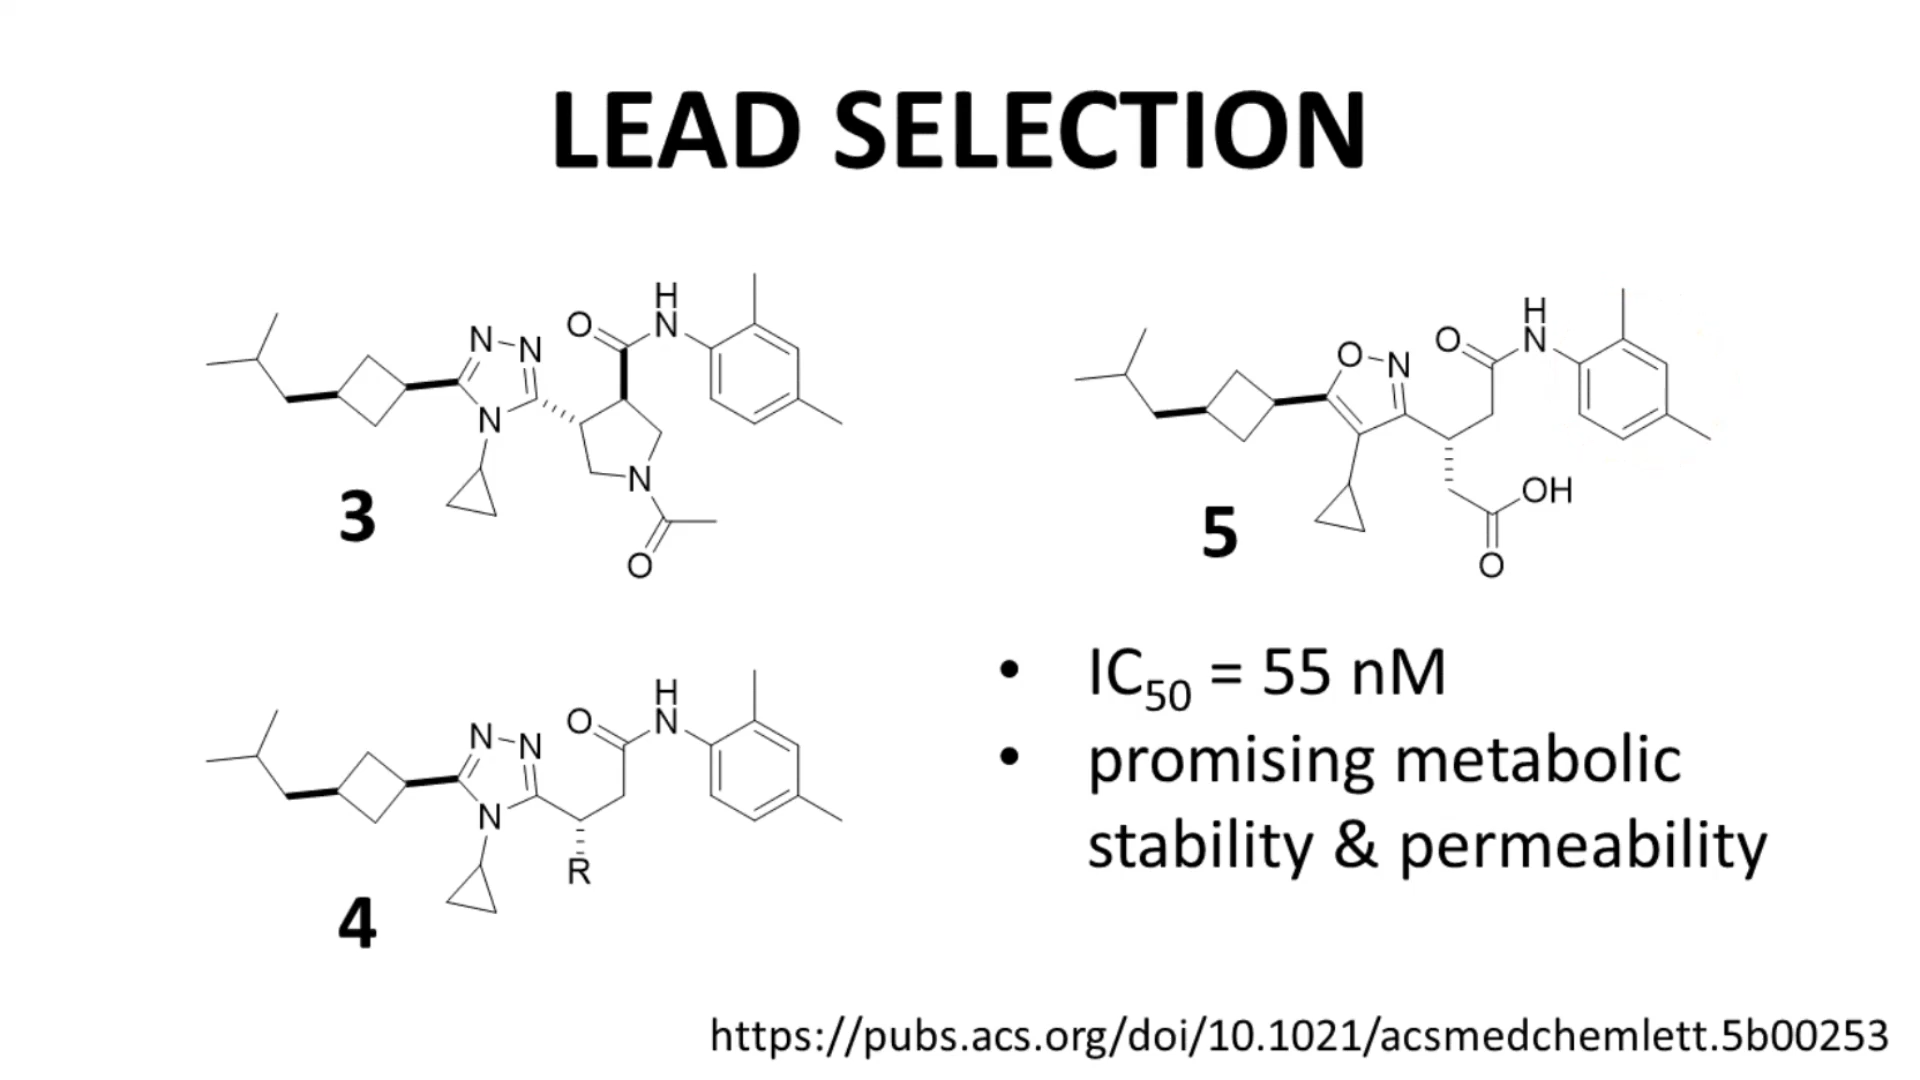 LEAD SELECTION
H
O N
N N
N
N
O
3
H
O N
O N
OH
O
5
H
O N
N N
N
R
4
• IC50 = 55 nM
• promising metabolic
stability & permeability
https://pubs.acs.org/doi/10.1021/acsmedchemlett.5b00253